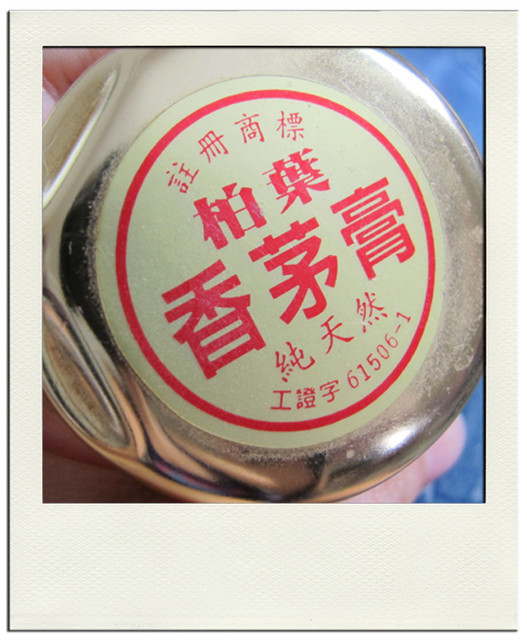 註冊商標
柏葉
香茅膏
純天然
工證字 61506-1